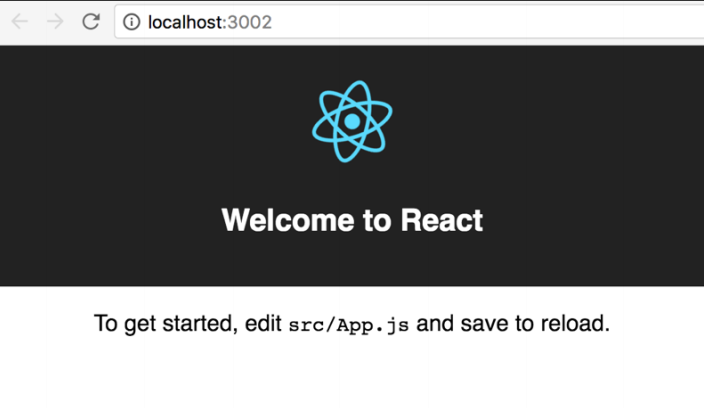 localhost:3002
Welcome to React
To get started, edit src/App.js and save to reload.